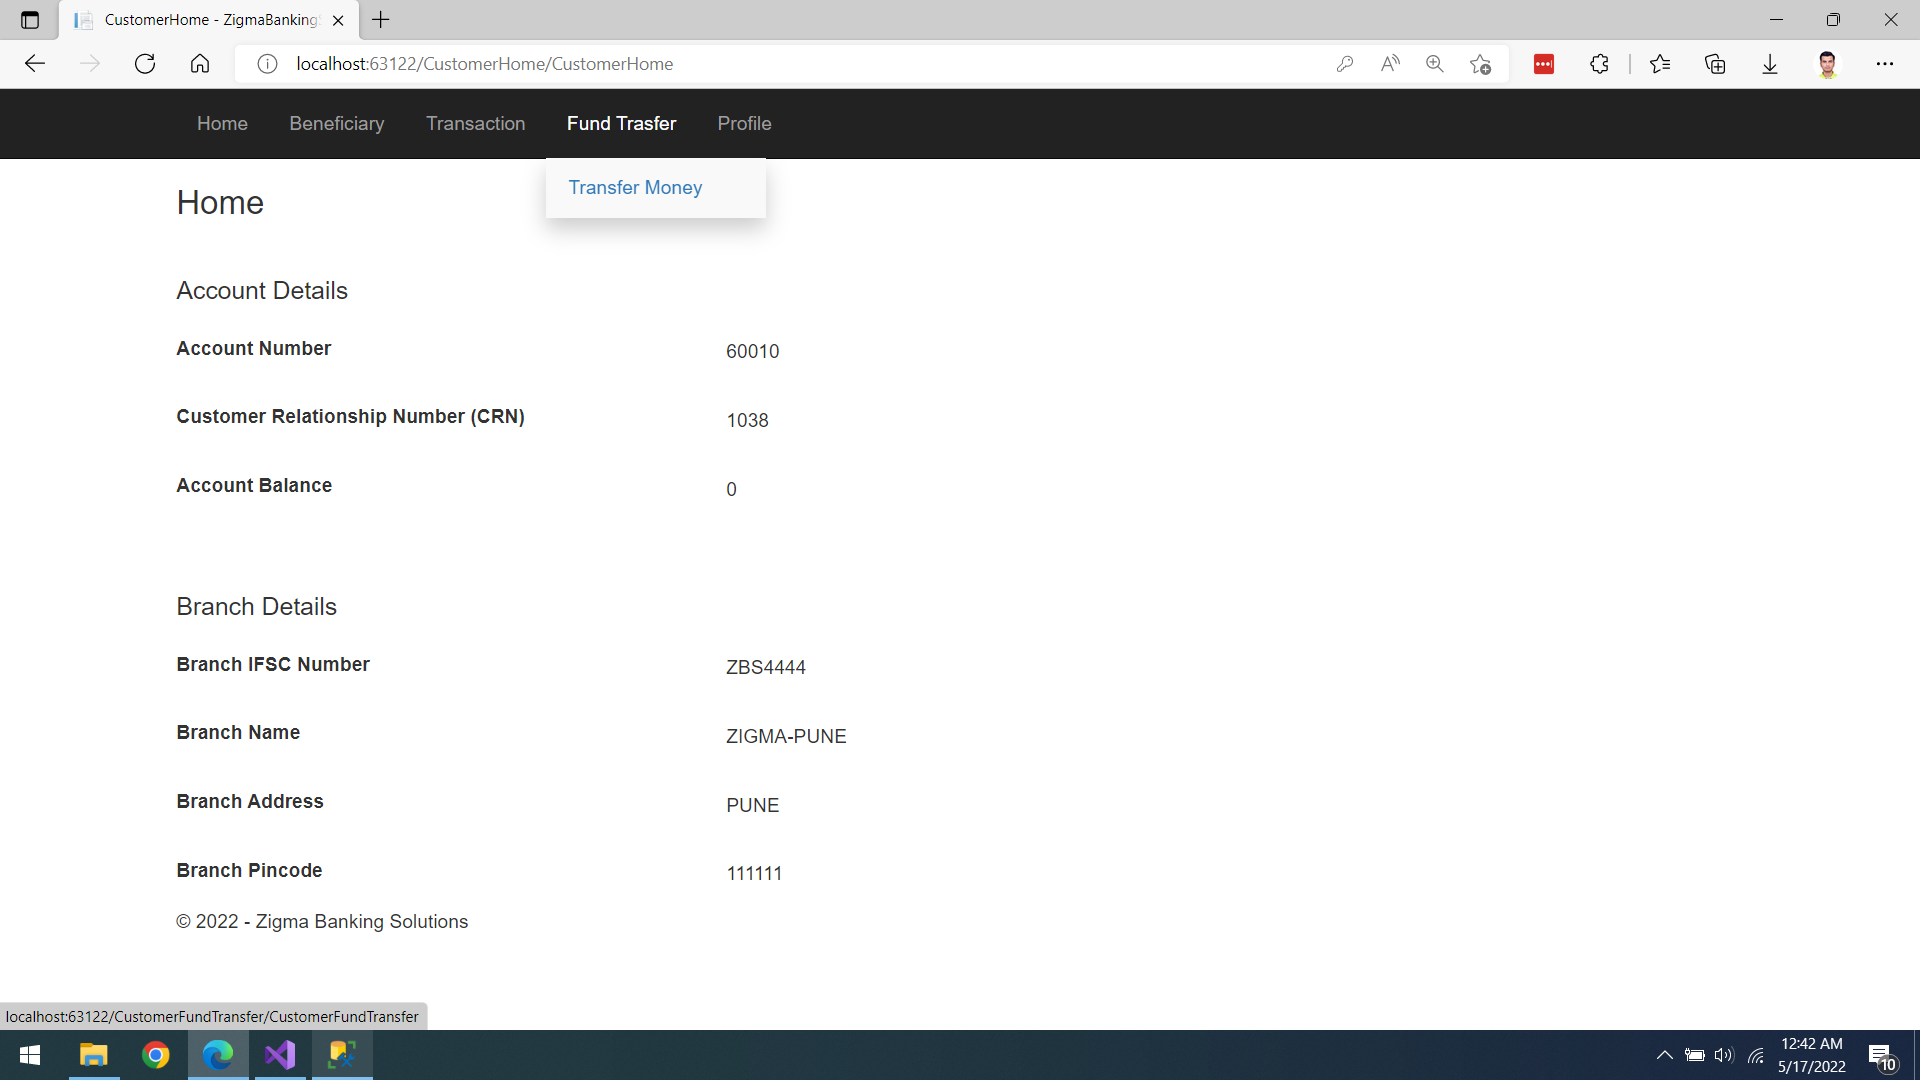 CustomerHome - ZigmaBankingS
localhost:63122/CustomerHome/CustomerHome
Home Beneficiary Transaction Fund Trasfer Profile
Transfer Money
Home
Account Details
Account Number 60010
Customer Relationship Number (CRN) 1038
Account Balance 0
Branch Details
Branch IFSC Number ZBS4444
Branch Name ZIGMA-PUNE
Branch Address PUNE
Branch Pincode 111111
© 2022 - Zigma Banking Solutions
localhost:63122/CustomerFundTransfer/CustomerFundTransfer
12:42 AM
5/17/2022
10